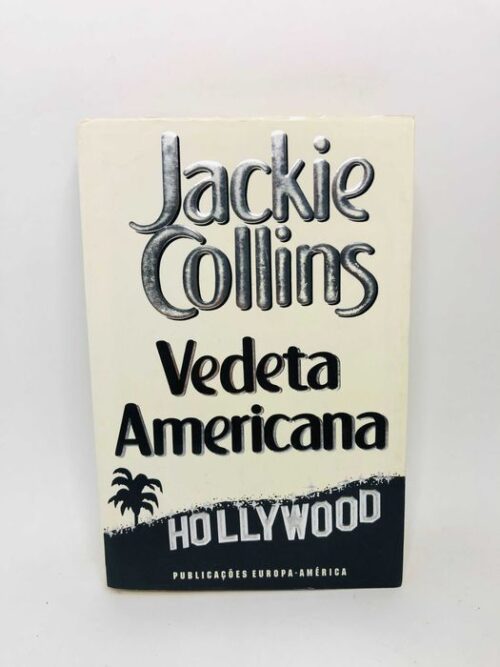 Jackie
Collins
Vedeta
Americana
HOLLYWOOD
PUBLICAÇÕES EUROPA-AMÉRICA